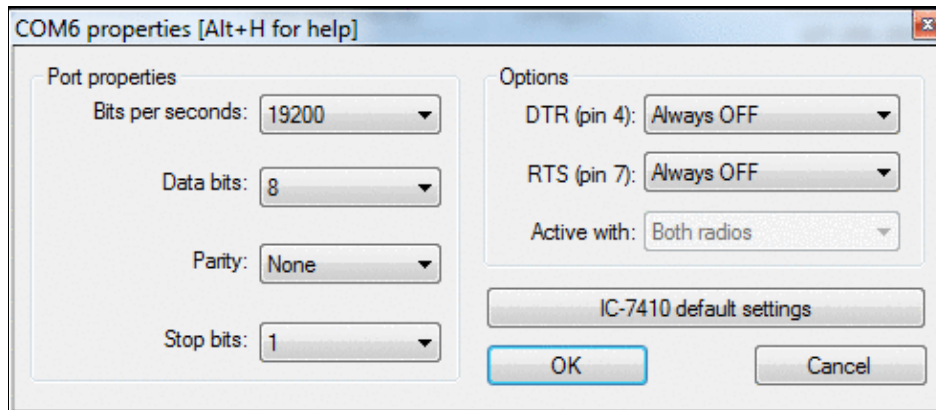 COM6 properties [Alt+H for help]
Port properties
Bits per seconds: 19200
Data bits: 8
Parity: None
Stop bits: 1
Options
DTR (pin 4): Always OFF
RTS (pin 7): Always OFF
Active with: Both radios
IC-7410 default settings
OK Cancel